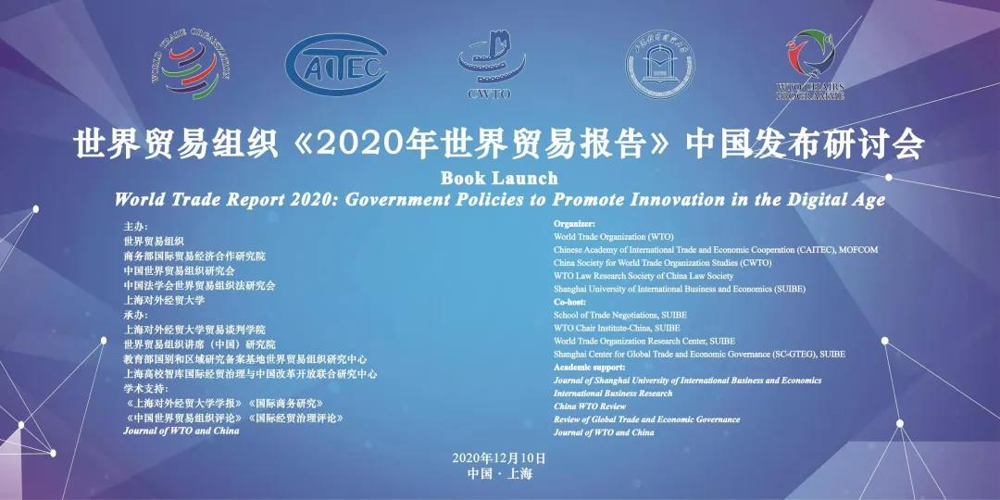 WORLD TRADE ORGANIZATION
CAITEC
CWTO
WTO CHAIRS
PROGRAMME
世界贸易组织《2020年世界贸易报告》中国发布研讨会
Book Launch
World Trade Report 2020: Government Policies to Promote Innovation in the Digital Age
主办：
世界贸易组织
商务部国际贸易经济合作研究院
中国世界贸易组织研究会
中国法学会世界贸易组织法研究会
上海对外经贸大学
承办：
上海对外经贸大学贸易谈判学院
世界贸易组织讲席（中国）研究院
教育部国别和区域研究备案基地世界贸易组织研究中心
上海高校智库国际经贸治理与中国改革开放联合研究中心
学术支持：
《上海对外经贸大学学报》《国际商务研究》
《中国世界贸易组织评论》《国际经贸治理评论》
Journal of WTO and China
Organizer:
World Trade Organization (WTO)
Chinese Academy of International Trade and Economic Cooperation (CAITEC), MOFCOM
China Society for World Trade Organization Studies (CWTO)
WTO Law Research Society of China Law Society
Shanghai University of International Business and Economics (SUIBE)
Co-host:
School of Trade Negotiations, SUIBE
WTO Chair Institute-China, SUIBE
World Trade Organization Research Center, SUIBE
Shanghai Center for Global Trade and Economic Governance (SC-GTEG), SUIBE
Academic support:
Journal of Shanghai University of International Business and Economics
International Business Research
China WTO Review
Review of Global Trade and Economic Governance
Journal of WTO and China
2020年12月10日
中国·上海